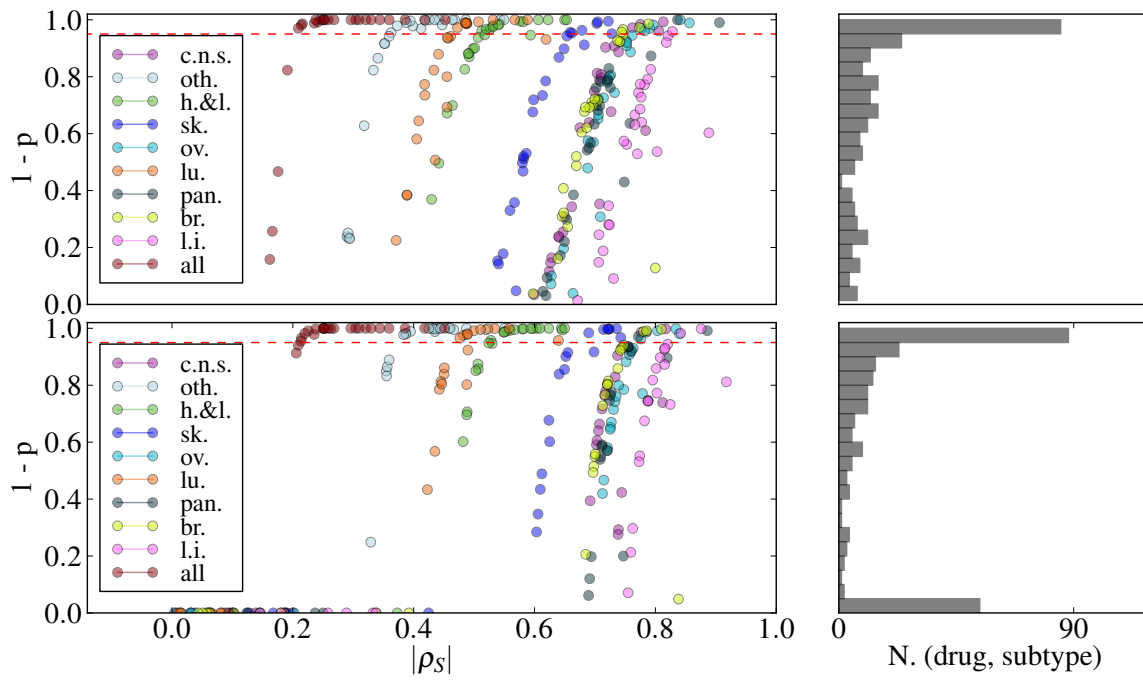 1.0
0.8
0.6
0.4
0.2
0.0
1 - p
c.n.s.
oth.
h.&l.
sk.
ov.
lu.
pan.
br.
l.i.
all
1.0
0.8
0.6
0.4
0.2
0.0
1 - p
c.n.s.
oth.
h.&l.
sk.
ov.
lu.
pan.
br.
l.i.
all
0.0 0.2 0.4 0.6 0.8 1.0
|ρS|
0 90
N. (drug, subtype)